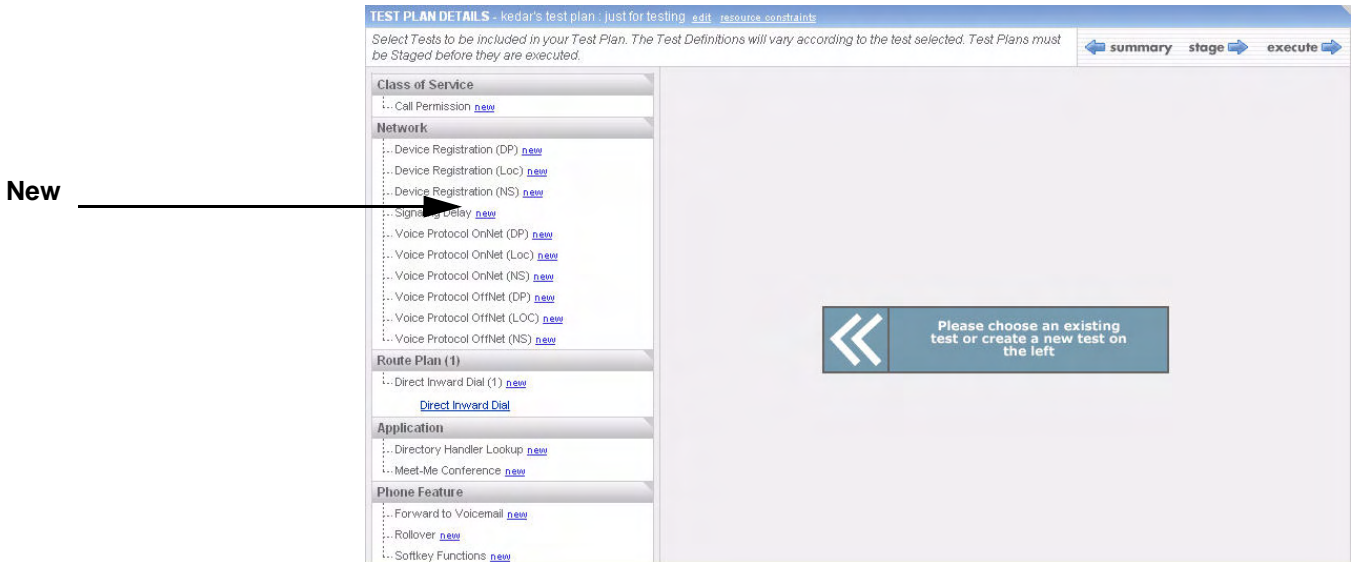 TEST PLAN DETAILS - kedar's test plan : just for testing edit resource constraints
Select Tests to be included in your Test Plan. The Test Definitions will vary according to the test selected. Test Plans must
be Staged before they are executed.
summary stage execute
Class of Service
Call Permission new
Network
Device Registration (DP) new
Device Registration (Loc) new
Device Registration (NS) new
New
Signaling Delay new
Voice Protocol OnNet (DP) new
Voice Protocol OnNet (Loc) new
Voice Protocol OnNet (NS) new
Voice Protocol OffNet (DP) new
Voice Protocol OffNet (LOC) new
Voice Protocol OffNet (NS) new
Route Plan (1)
Direct Inward Dial (1) new
Direct Inward Dial
Application
Directory Handler Lookup new
Meet-Me Conference new
Phone Feature
Forward to Voicemail new
Rollover new
Softkey Functions new
Please choose an existing
test or create a new test on
the left